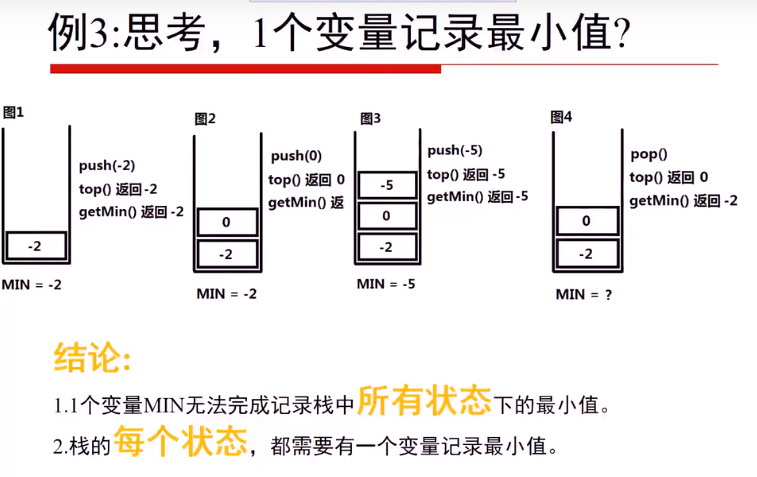 例3:思考，1个变量记录最小值?
图1
push(-2)
top() 返回-2
getMin() 返回 -2
-2
MIN = -2
图2
push(0)
top() 返回 0
getMin() 返
0
-2
MIN = -2
图3
push(-5)
top() 返回 -5
getMin() 返回-5
-5
0
-2
MIN = -5
图4
pop()
top() 返回 0
getMin() 返回 -2
0
-2
MIN = ?
结论:
1.1个变量MIN无法完成记录栈中所有状态下的最小值。
2.栈的每个状态，都需要有一个变量记录最小值。